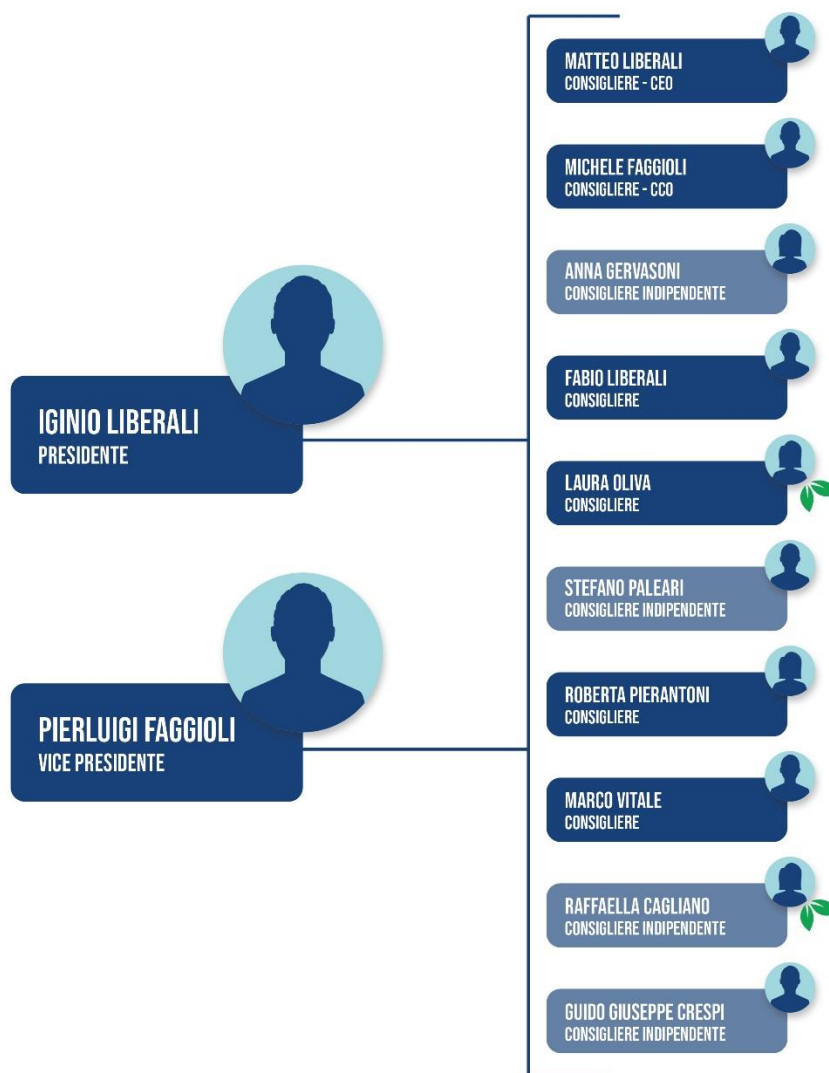 IGINIO LIBERALI
PRESIDENTE
PIERLUIGI FAGGIOLI
VICE PRESIDENTE
MATTEO LIBERALI
CONSIGLIERE - CEO
MICHELE FAGGIOLI
CONSIGLIERE - CCO
ANNA GERVASONI
CONSIGLIERE INDIPENDENTE
FABIO LIBERALI
CONSIGLIERE
LAURA OLIVA
CONSIGLIERE
STEFANO PALEARI
CONSIGLIERE INDIPENDENTE
ROBERTA PIERANTONI
CONSIGLIERE
MARCO VITALE
CONSIGLIERE
RAFFAELLA CAGLIANO
CONSIGLIERE INDIPENDENTE
GUIDO GIUSEPPE CRESPI
CONSIGLIERE INDIPENDENTE